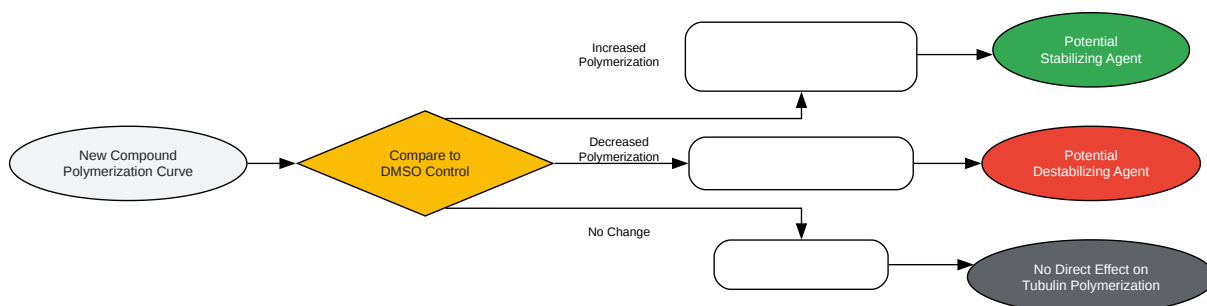 New Compound
Polymerization Curve
Compare to
DMSO Control
Increased
Polymerization
Potential
Stabilizing Agent
Decreased
Polymerization
Potential
Destabilizing Agent
No Change
No Direct Effect on
Tubulin Polymerization